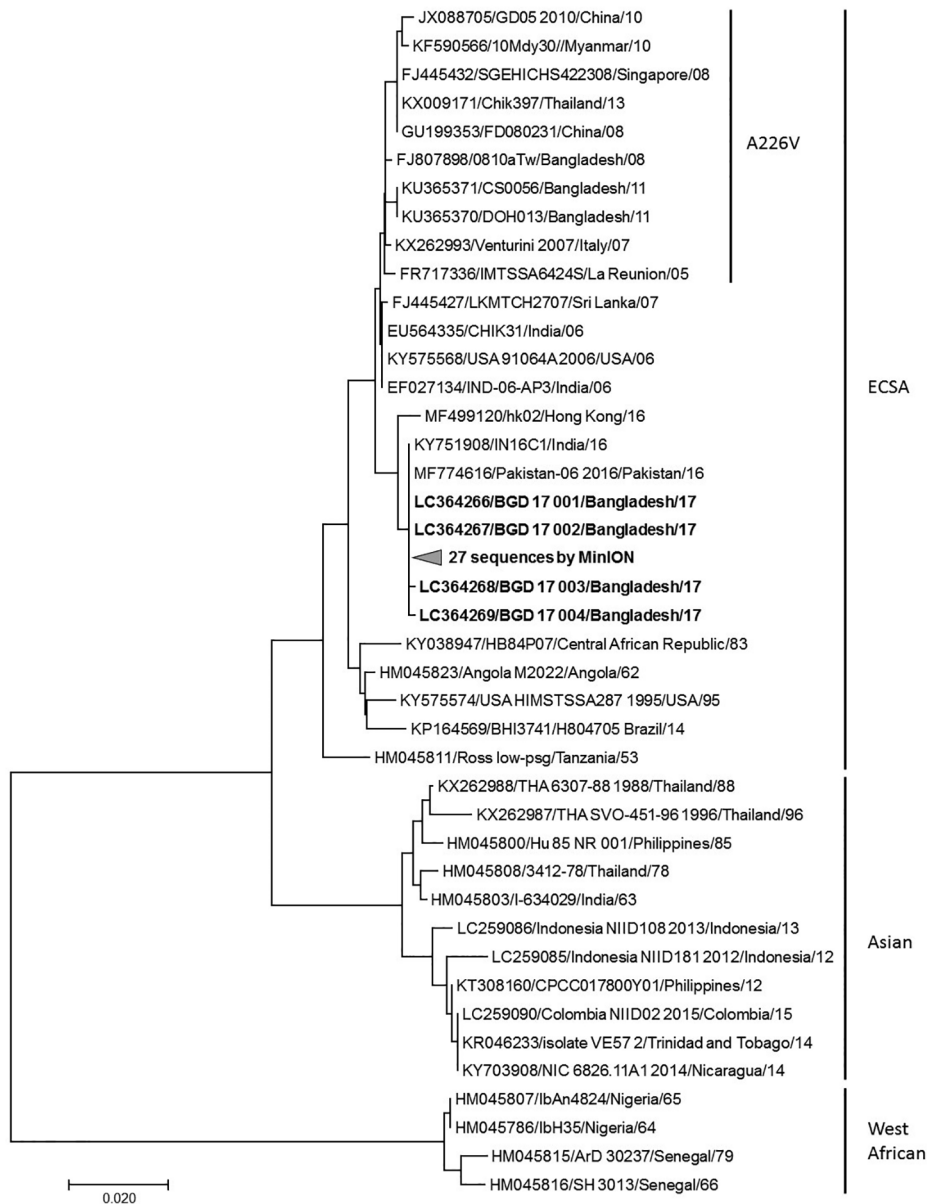 JX088705/GD05 2010/China/10
KF590566/10Mdy30//Myanmar/10
FJ445432/SGEHICHS422308/Singapore/08
KX009171/Chik397/Thailand/13
GU199353/FD080231/China/08
A226V
FJ807898/0810aTw/Bangladesh/08
KU365371/CS0056/Bangladesh/11
KU365370/DOH013/Bangladesh/11
KX262993/Venturini 2007/Italy/07
FR717336/IMTSSA6424S/La Reunion/05
FJ445427/LKMTCH2707/Sri Lanka/07
EU564335/CHIK31/India/06
KY575568/USA 91064A 2006/USA/06
EF027134/IND-06-AP3/India/06
ECSA
MF499120/hk02/Hong Kong/16
KY751908/IN16C1/India/16
MF774616/Pakistan-06 2016/Pakistan/16
LC364266/BGD 17 001/Bangladesh/17
LC364267/BGD 17 002/Bangladesh/17
27 sequences by MinION
LC364268/BGD 17 003/Bangladesh/17
LC364269/BGD 17 004/Bangladesh/17
KY038947/HB84P07/Central African Republic/83
HM045823/Angola M2022/Angola/62
KY575574/USA HIMSTSSA287 1995/USA/95
KP164569/BHI3741/H804705 Brazil/14
HM045811/Ross low-psg/Tanzania/53
KX262988/THA 6307-88 1988/Thailand/88
KX262987/THA SVO-451-96 1996/Thailand/96
HM045800/Hu 85 NR 001/Philippines/85
HM045808/3412-78/Thailand/78
HM045803/I-634029/India/63
LC259086/Indonesia NIID108 2013/Indonesia/13
Asian
LC259085/Indonesia NIID181 2012/Indonesia/12
KT308160/CPCC017800Y01/Philippines/12
LC259090/Colombia NIID02 2015/Colombia/15
KR046233/isolate VE57 2/Trinidad and Tobago/14
KY703908/NIC 6826.11A1 2014/Nicaragua/14
HM045807/IbAn4824/Nigeria/65
HM045786/IbH35/Nigeria/64
West
African
HM045815/ArD 30237/Senegal/79
HM045816/SH 3013/Senegal/66
0.020